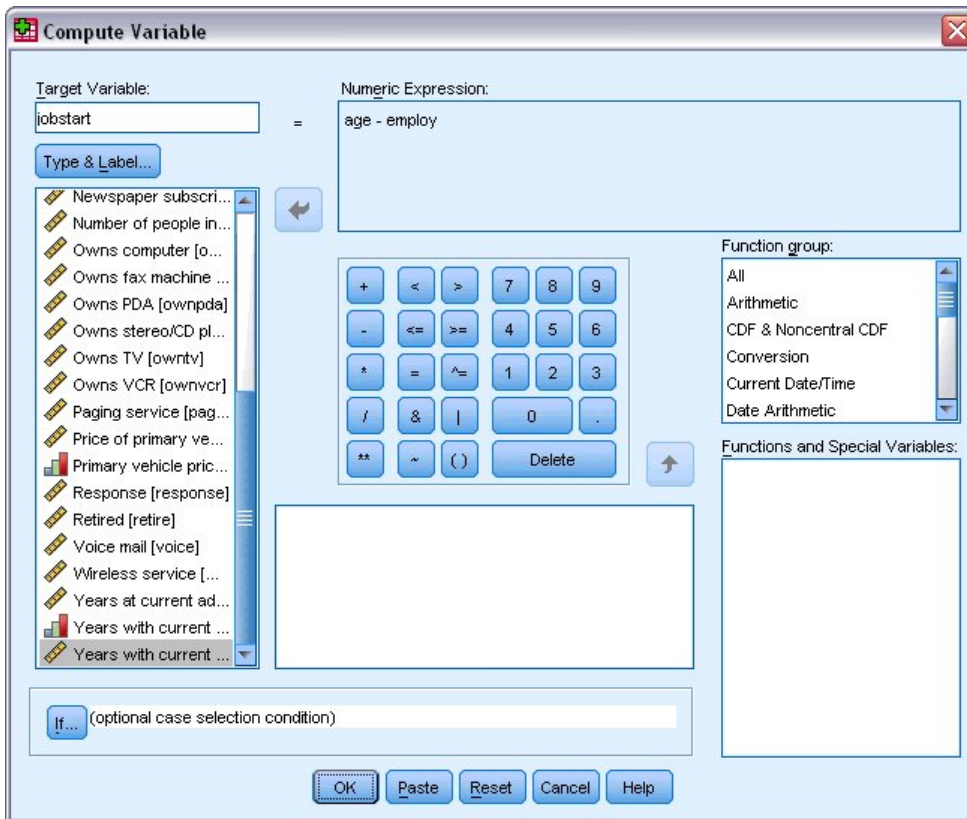 Compute Variable
Target Variable:
jobstart
=
Numeric Expression:
age - employ
Type & Label...
Newspaper subscri...
Number of people in...
Owns computer [o...
Owns fax machine ...
Owns PDA [ownpda]
Owns stereo/CD pl...
Owns TV [owntv]
Owns VCR [ownvcr]
Paging service [pag...
Price of primary ve...
Primary vehicle pric...
Response [response]
Retired [retire]
Voice mail [voice]
Wireless service [...
Years at current ad...
Years with current ...
Years with current ...
+ < > 7 8 9
- <= >= 4 5 6
* = ^= 1 2 3
/ & | 0 .
** ~ ( ) Delete
Function group:
All
Arithmetic
CDF & Noncentral CDF
Conversion
Current Date/Time
Date Arithmetic
Functions and Special Variables:
If... (optional case selection condition)
OK Paste Reset Cancel Help